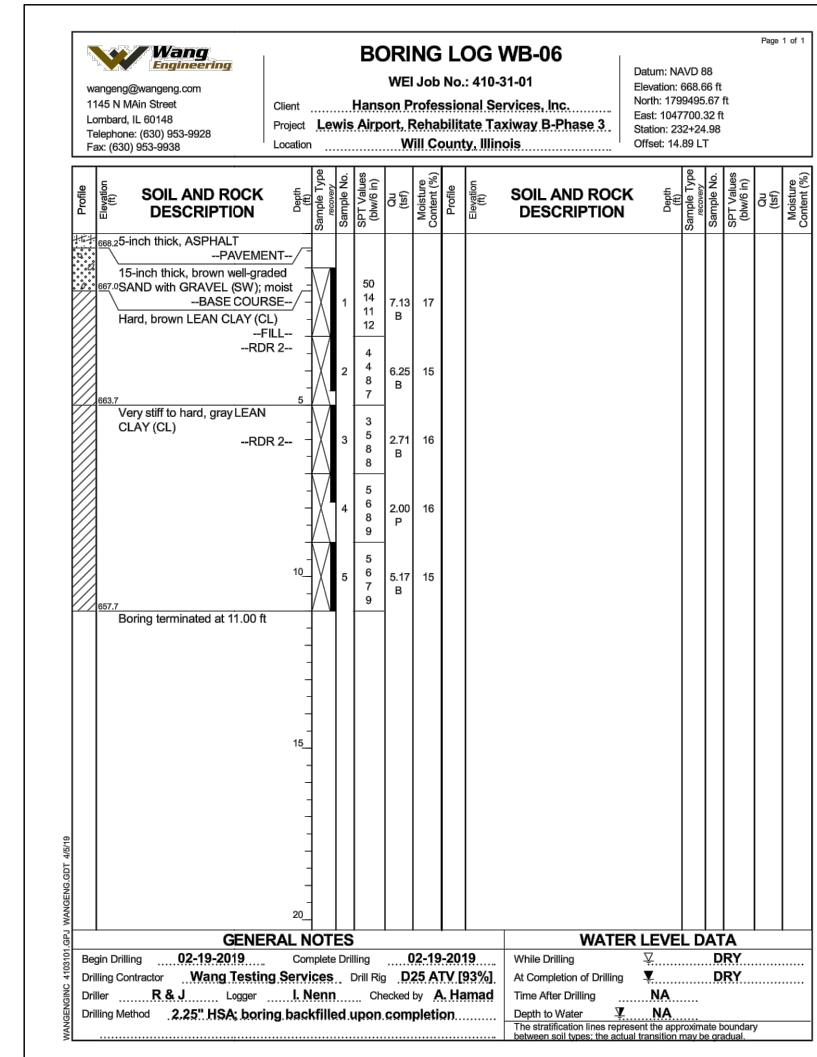 Wang
Engineering
wangeng@wangeng.com
1145 N MAin Street
Lombard, IL 60148
Telephone: (630) 953-9928
Fax: (630) 953-9938
BORING LOG WB-06
WEI Job No.: 410-31-01
Client Hanson Professional Services, Inc.
Project Lewis Airport, Rehabilitate Taxiway B-Phase 3
Location Will County, Illinois
Page 1 of 1
Datum: NAVD 88
Elevation: 668.66 ft
North: 1799495.67 ft
East: 1047700.32 ft
Station: 232+24.98
Offset: 14.89 LT
Profile
Elevation (ft)
SOIL AND ROCK
DESCRIPTION
Depth (ft)
Sample Type
recovery
Sample No.
SPT Values (blw/6 in)
Qu (tsf)
Moisture Content (%)
Profile
Elevation (ft)
SOIL AND ROCK
DESCRIPTION
Depth (ft)
Sample Type
recovery
Sample No.
SPT Values (blw/6 in)
Qu (tsf)
Moisture Content (%)
668.2 5-inch thick, ASPHALT
--PAVEMENT--
15-inch thick, brown well-graded
667.0 SAND with GRAVEL (SW); moist
--BASE COURSE--
Hard, brown LEAN CLAY (CL)
--FILL--
--RDR 2--
1
50
14
11
12
7.13
B
17
2
4
4
8
7
6.25
B
15
663.7
5
Very stiff to hard, gray LEAN
CLAY (CL)
--RDR 2--
3
3
5
8
8
2.71
B
16
4
5
6
8
9
2.00
P
16
10
5
5
6
7
9
5.17
B
15
657.7
Boring terminated at 11.00 ft
15
20
WANGENGINC 4103101.GPJ WANGENG.GDT 4/5/19
GENERAL NOTES
Begin Drilling 02-19-2019 Complete Drilling 02-19-2019
Drilling Contractor Wang Testing Services Drill Rig D25 ATV [93%]
Driller R & J Logger I. Nenn Checked by A. Hamad
Drilling Method 2.25" HSA; boring backfilled upon completion
WATER LEVEL DATA
While Drilling DRY
At Completion of Drilling DRY
Time After Drilling NA
Depth to Water NA
The stratification lines represent the approximate boundary
between soil types; the actual transition may be gradual.